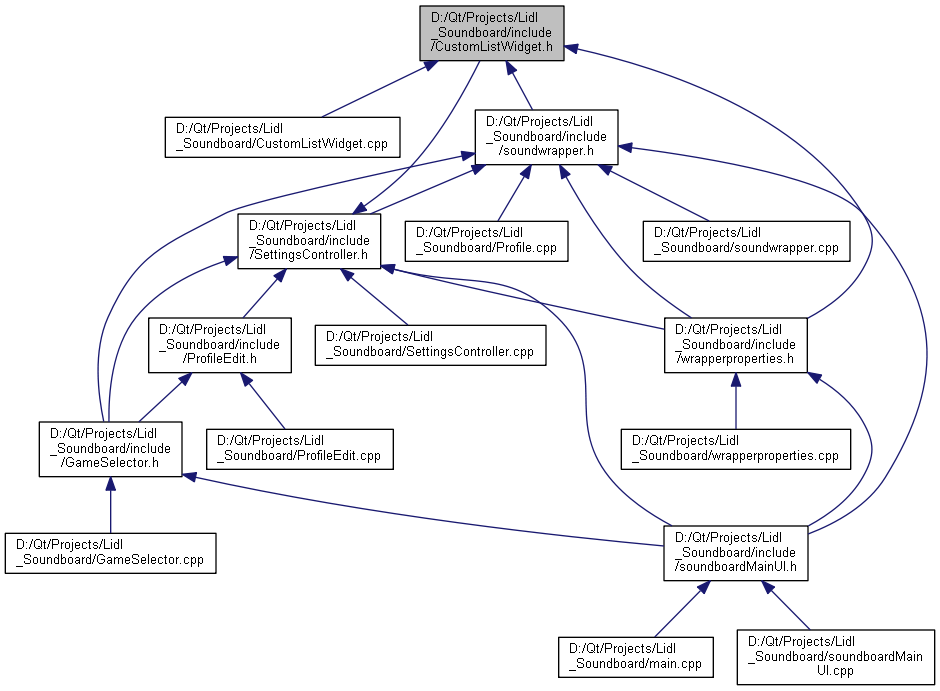 D:/Qt/Projects/Lidl
_Soundboard/include
/CustomListWidget.h
D:/Qt/Projects/Lidl
_Soundboard/CustomListWidget.cpp
D:/Qt/Projects/Lidl
_Soundboard/include
/soundwrapper.h
D:/Qt/Projects/Lidl
_Soundboard/include
/SettingsController.h
D:/Qt/Projects/Lidl
_Soundboard/Profile.cpp
D:/Qt/Projects/Lidl
_Soundboard/soundwrapper.cpp
D:/Qt/Projects/Lidl
_Soundboard/include
/ProfileEdit.h
D:/Qt/Projects/Lidl
_Soundboard/SettingsController.cpp
D:/Qt/Projects/Lidl
_Soundboard/include
/wrapperproperties.h
D:/Qt/Projects/Lidl
_Soundboard/include
/GameSelector.h
D:/Qt/Projects/Lidl
_Soundboard/ProfileEdit.cpp
D:/Qt/Projects/Lidl
_Soundboard/wrapperproperties.cpp
D:/Qt/Projects/Lidl
_Soundboard/GameSelector.cpp
D:/Qt/Projects/Lidl
_Soundboard/include
/soundboardMainUI.h
D:/Qt/Projects/Lidl
_Soundboard/main.cpp
D:/Qt/Projects/Lidl
_Soundboard/soundboardMain
UI.cpp